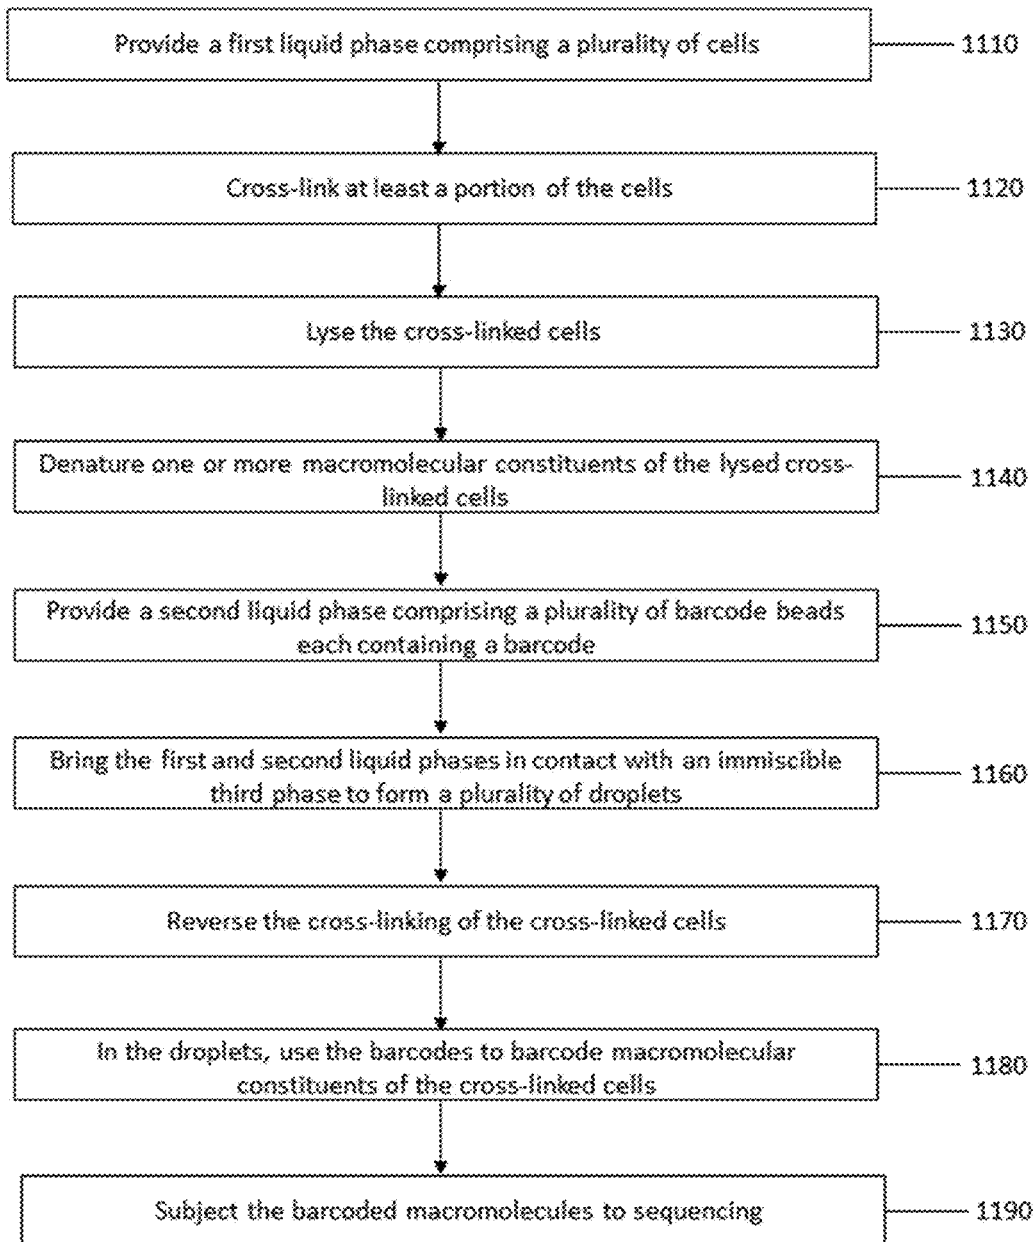 Provide a first liquid phase comprising a plurality of cells
1110
Cross-link at least a portion of the cells
1120
Lyse the cross-linked cells
1130
Denature one or more macromolecular constituents of the lysed cross-
linked cells
1140
Provide a second liquid phase comprising a plurality of barcode beads
each containing a barcode
1150
Bring the first and second liquid phases in contact with an immiscible
third phase to form a plurality of droplets
1160
Reverse the cross-linking of the cross-linked cells
1170
In the droplets, use the barcodes to barcode macromolecular
constituents of the cross-linked cells
1180
Subject the barcoded macromolecules to sequencing
1190